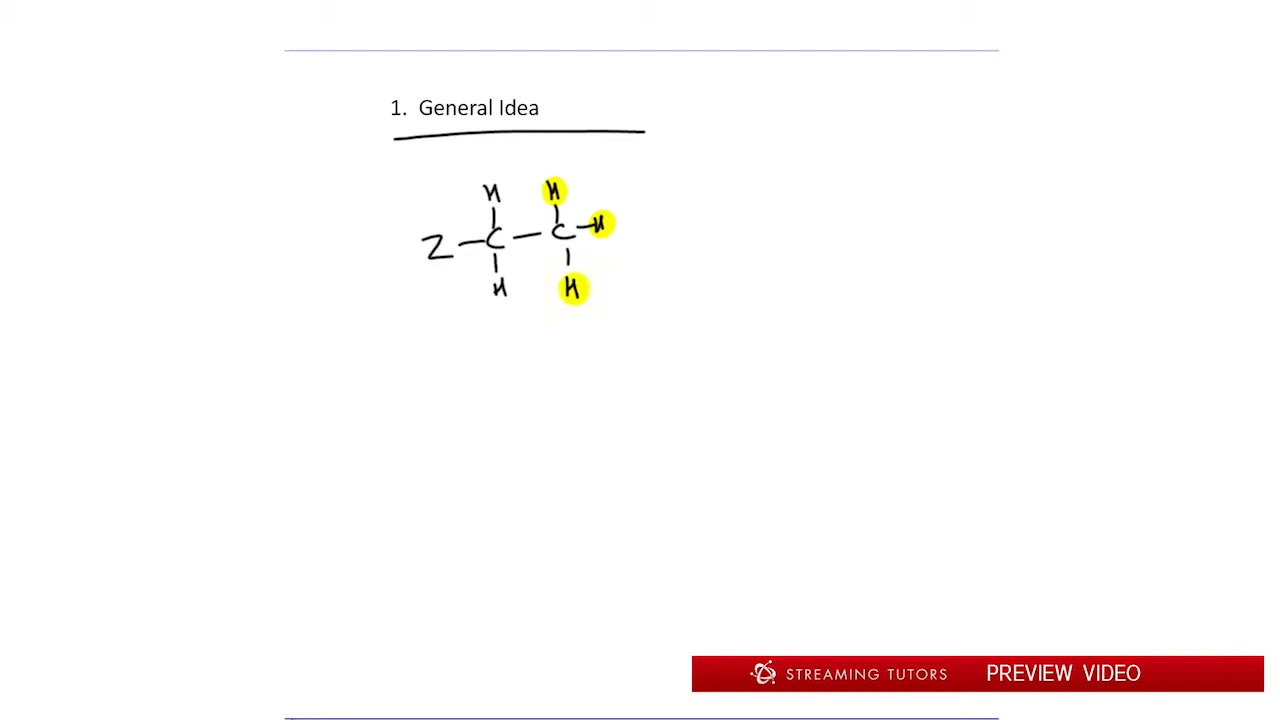 1. General Idea
H H
Z C C H
H H
STREAMING TUTORS PREVIEW VIDEO